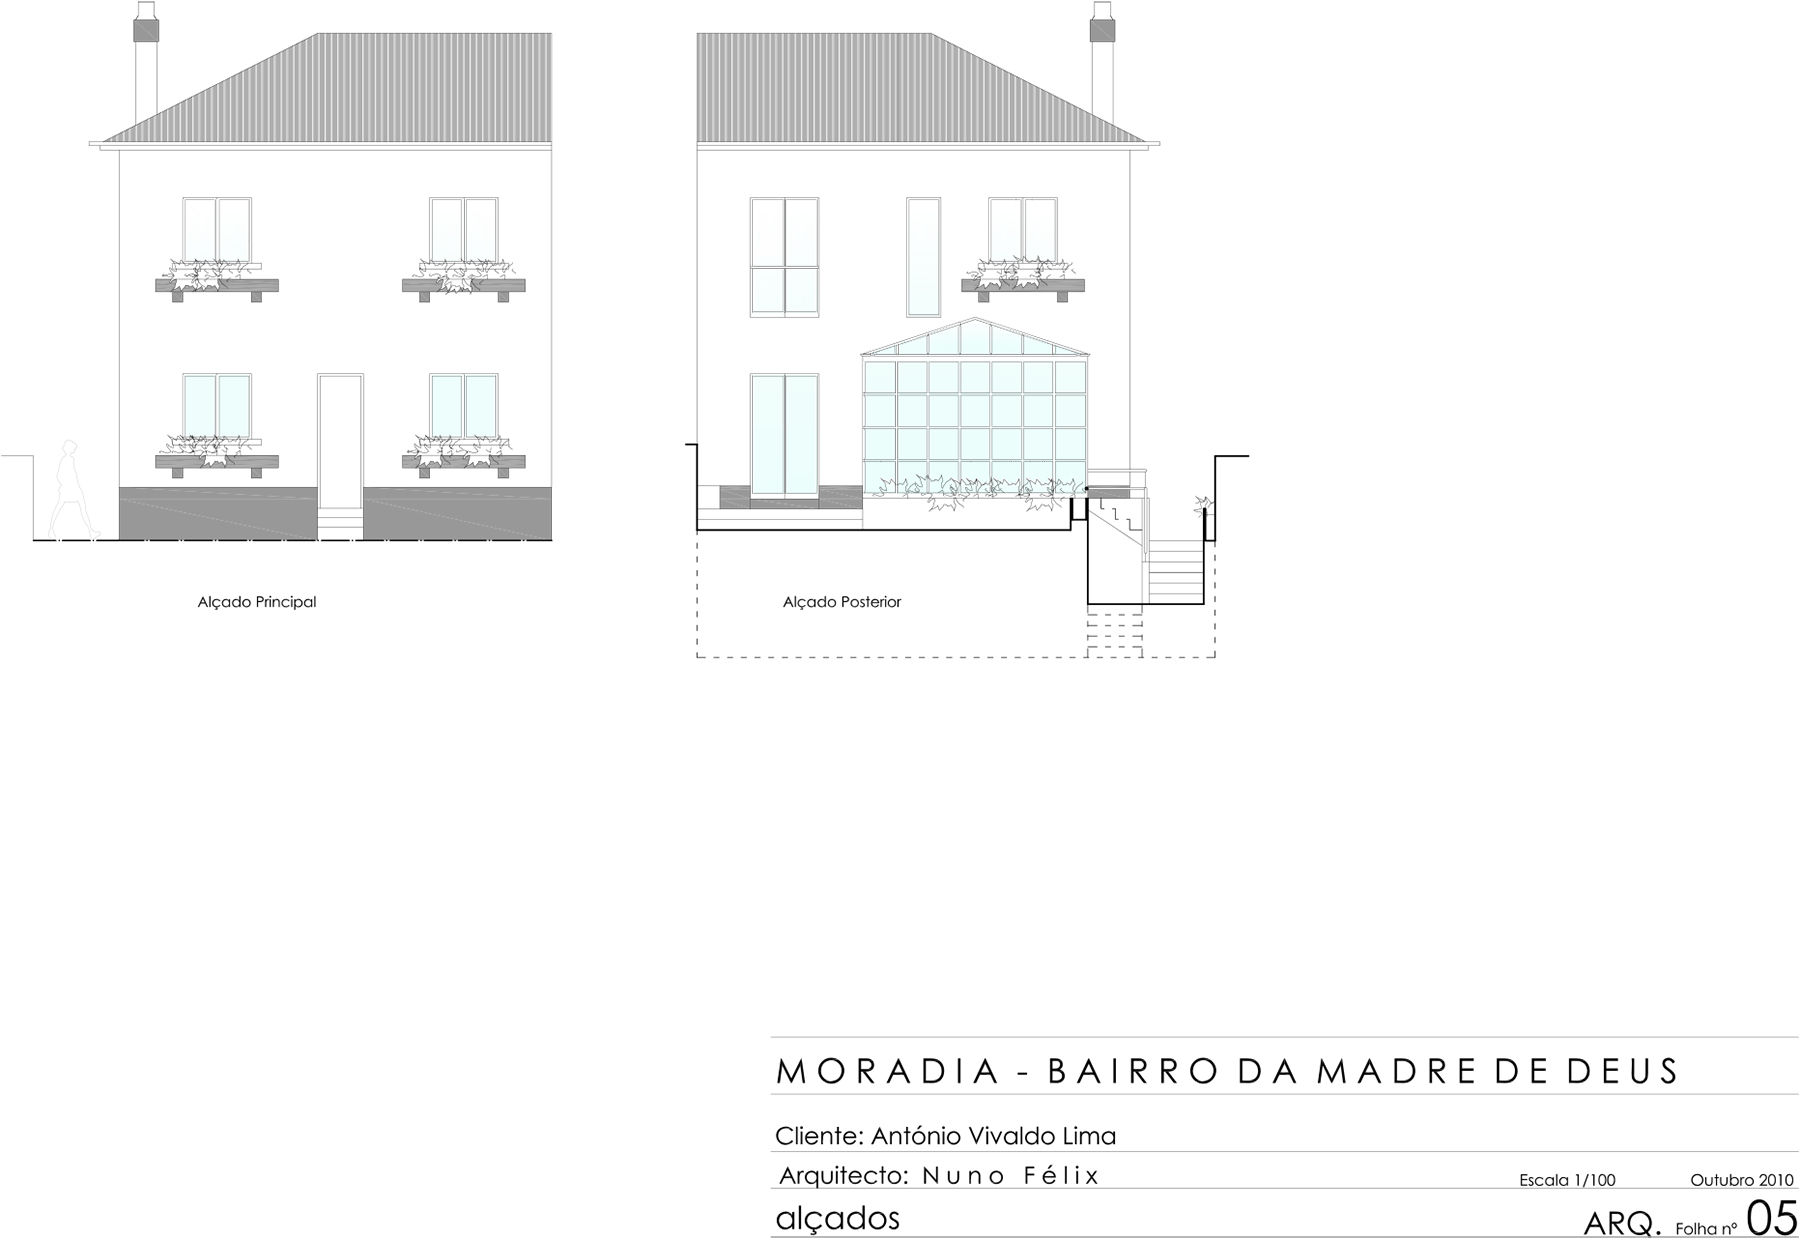 Alçado Principal
Alçado Posterior
MORADIA - BAIRRO DA MADRE DE DEUS
Cliente: António Vivaldo Lima
Arquitecto: Nuno Félix
Escala 1/100
Outubro 2010
alçados
ARQ. Folha nº 05